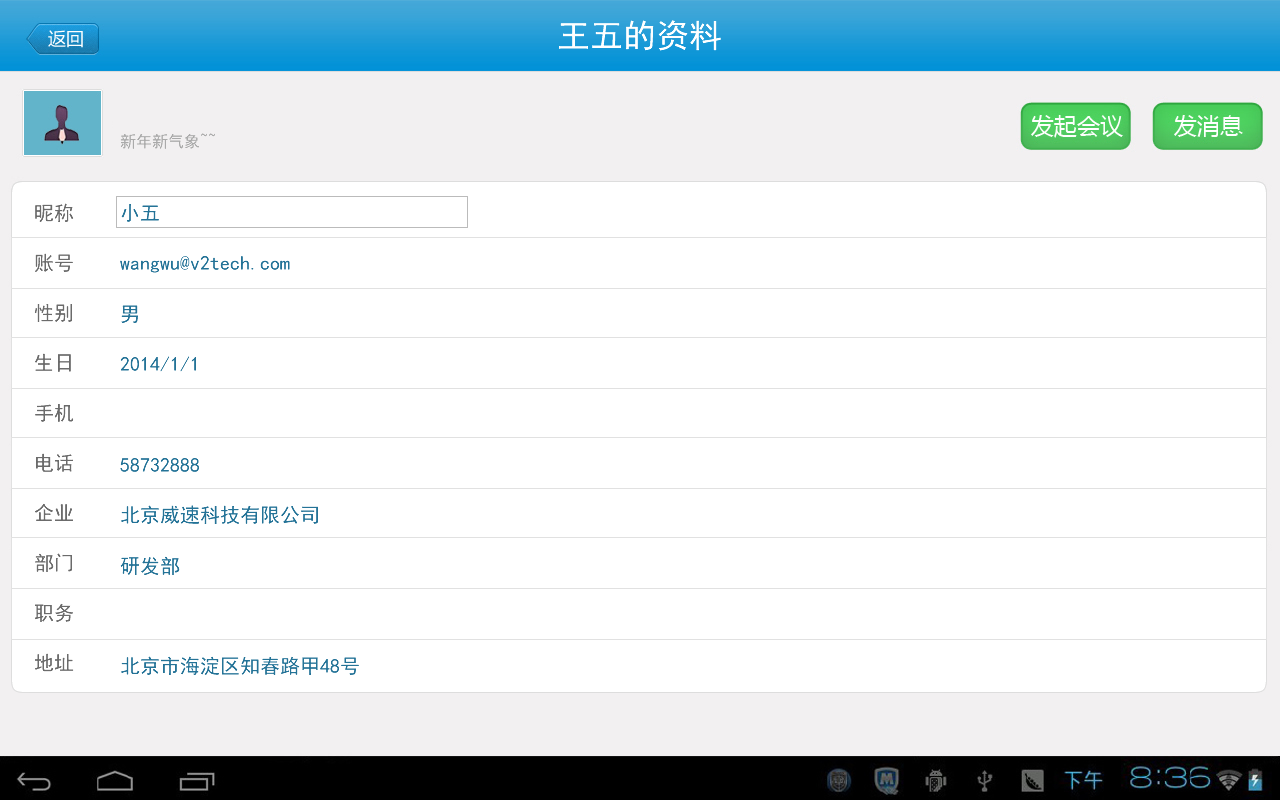 返回
王五的资料
新年新气象~~
发起会议
发消息
昵称 小五
账号 wangwu@v2tech.com
性别 男
生日 2014/1/1
手机
电话 58732888
企业 北京威速科技有限公司
部门 研发部
职务
地址 北京市海淀区知春路甲48号
下午 8:36